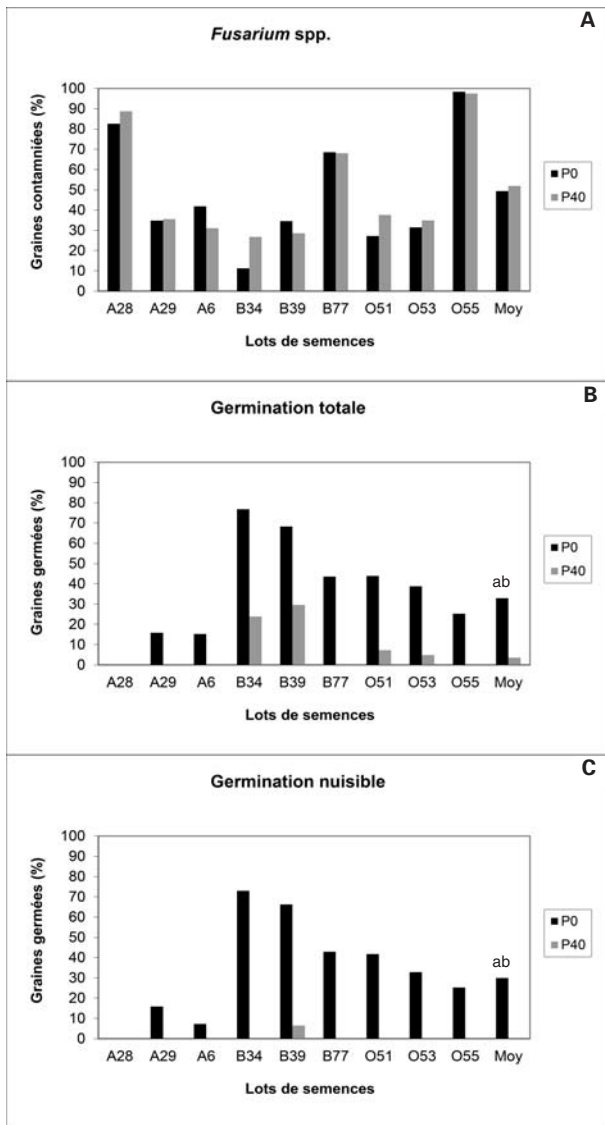 A
Fusarium spp.
Graines contamniées (%)
100
90
80
70
60
50
40
30
20
10
0
A28 A29 A6 B34 B39 B77 O51 O53 O55 Moy
Lots de semences
P0
P40
B
Germination totale
Graines germées (%)
100
90
80
70
60
50
40
30
20
10
0
ab
A28 A29 A6 B34 B39 B77 O51 O53 O55 Moy
Lots de semences
P0
P40
C
Germination nuisible
Graines germées (%)
100
90
80
70
60
50
40
30
20
10
0
ab
A28 A29 A6 B34 B39 B77 O51 O53 O55 Moy
Lots de semences
P0
P40